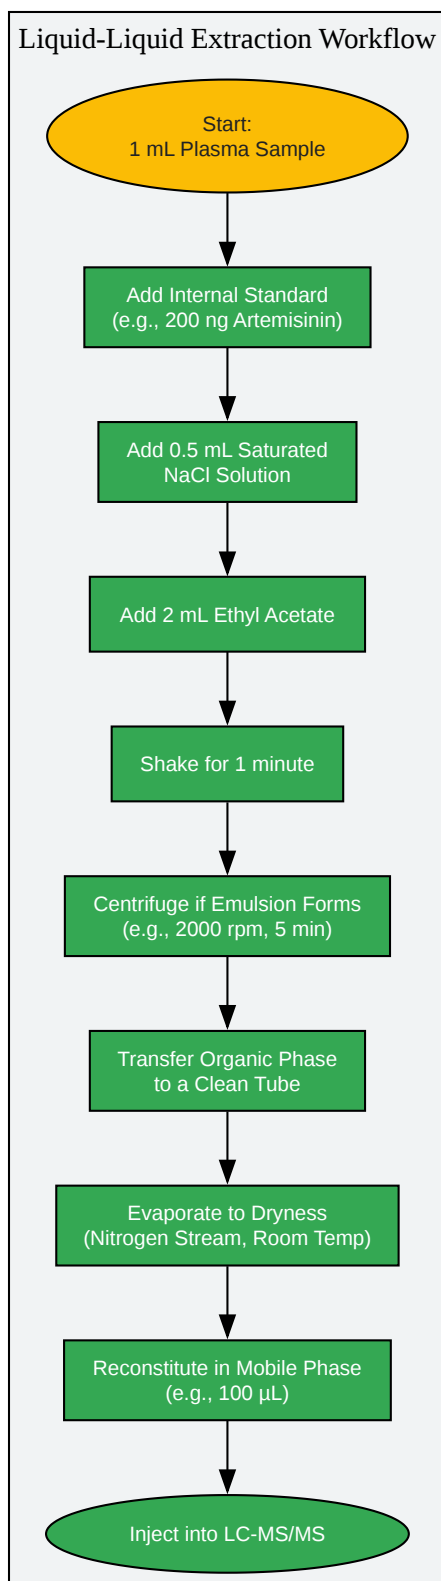 Liquid-Liquid Extraction Workflow
Start:
1 mL Plasma Sample
Add Internal Standard
(e.g., 200 ng Artemisinin)
Add 0.5 mL Saturated
NaCl Solution
Add 2 mL Ethyl Acetate
Shake for 1 minute
Centrifuge if Emulsion Forms
(e.g., 2000 rpm, 5 min)
Transfer Organic Phase
to a Clean Tube
Evaporate to Dryness
(Nitrogen Stream, Room Temp)
Reconstitute in Mobile Phase
(e.g., 100 µL)
Inject into LC-MS/MS